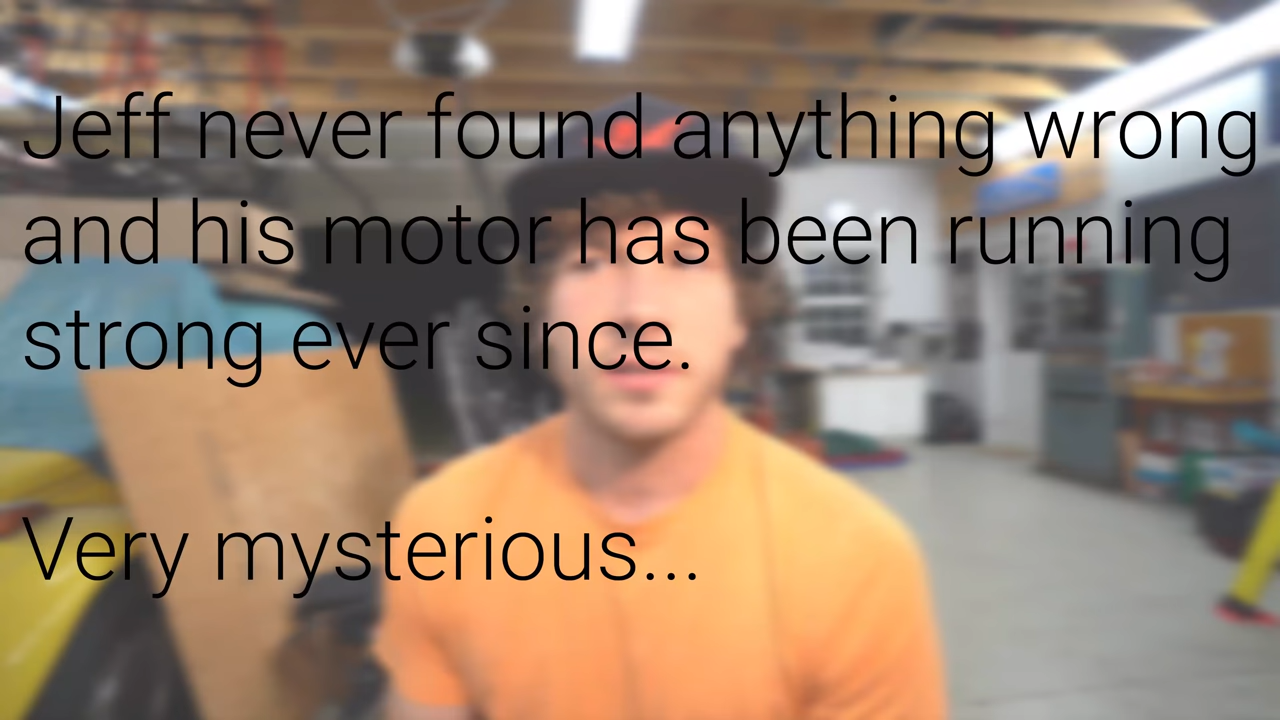 Jeff never found anything wrong
and his motor has been running
strong ever since.
Very mysterious...